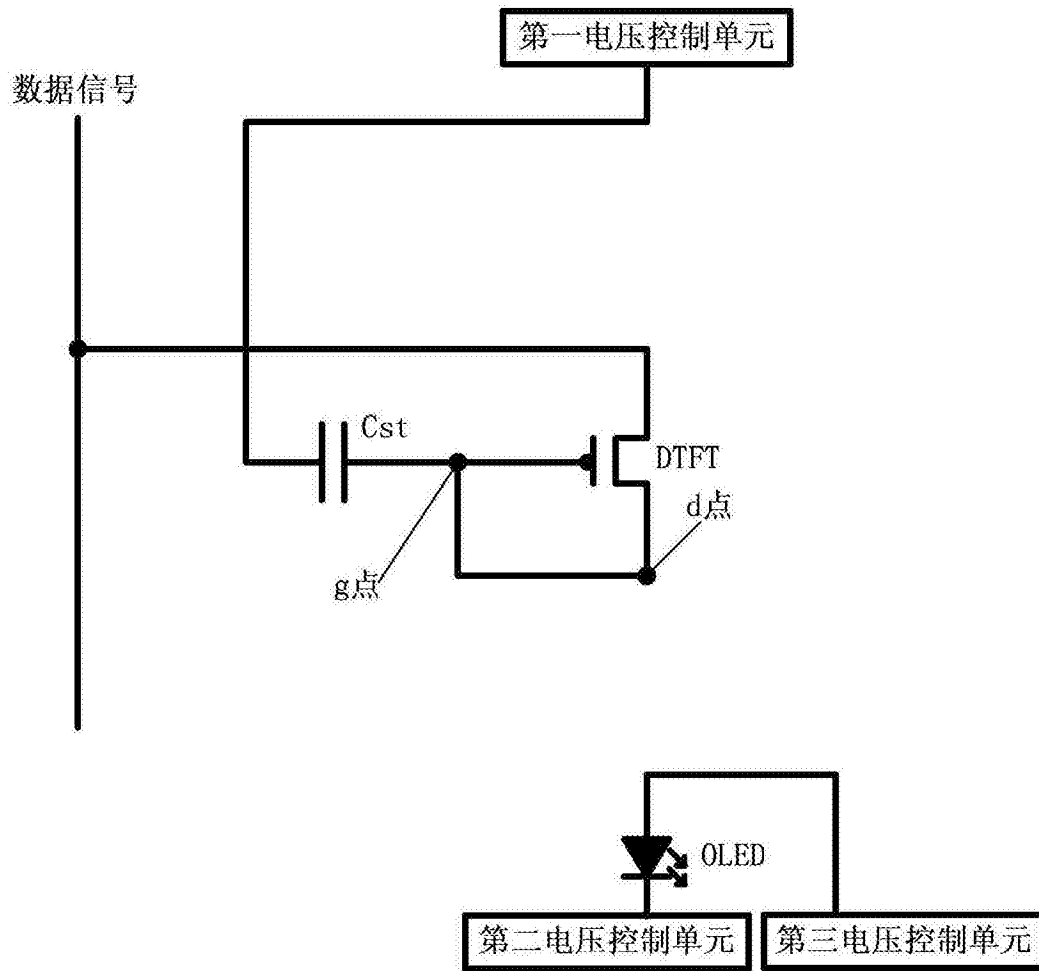 第一电压控制单元
数据信号
Cst
DTFT
d点
g点
OLED
第二电压控制单元
第三电压控制单元